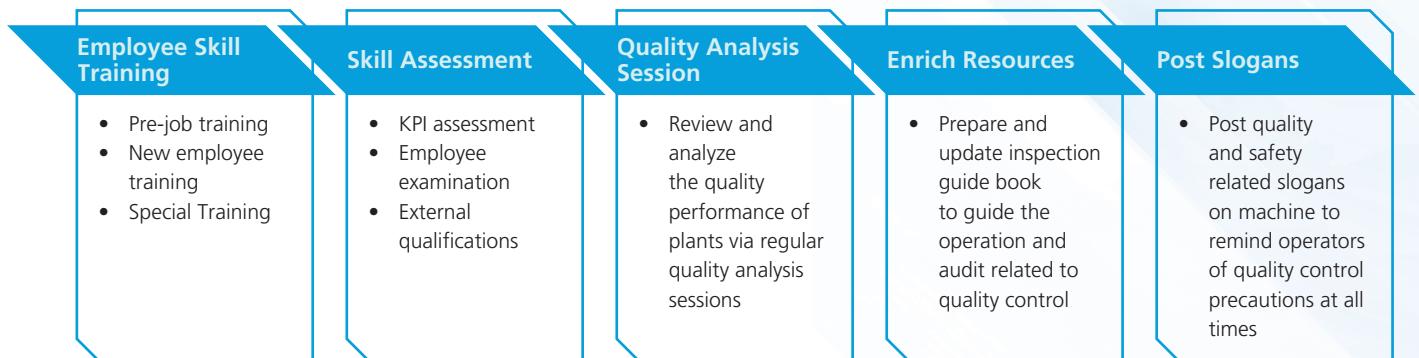 Employee Skill
Training
• Pre-job training
• New employee
training
• Special Training
Skill Assessment
• KPI assessment
• Employee
examination
• External
qualifications
Quality Analysis
Session
• Review and
analyze
the quality
performance of
plants via regular
quality analysis
sessions
Enrich Resources
• Prepare and
update inspection
guide book
to guide the
operation and
audit related to
quality control
Post Slogans
• Post quality
and safety
related slogans
on machine to
remind operators
of quality control
precautions at all
times